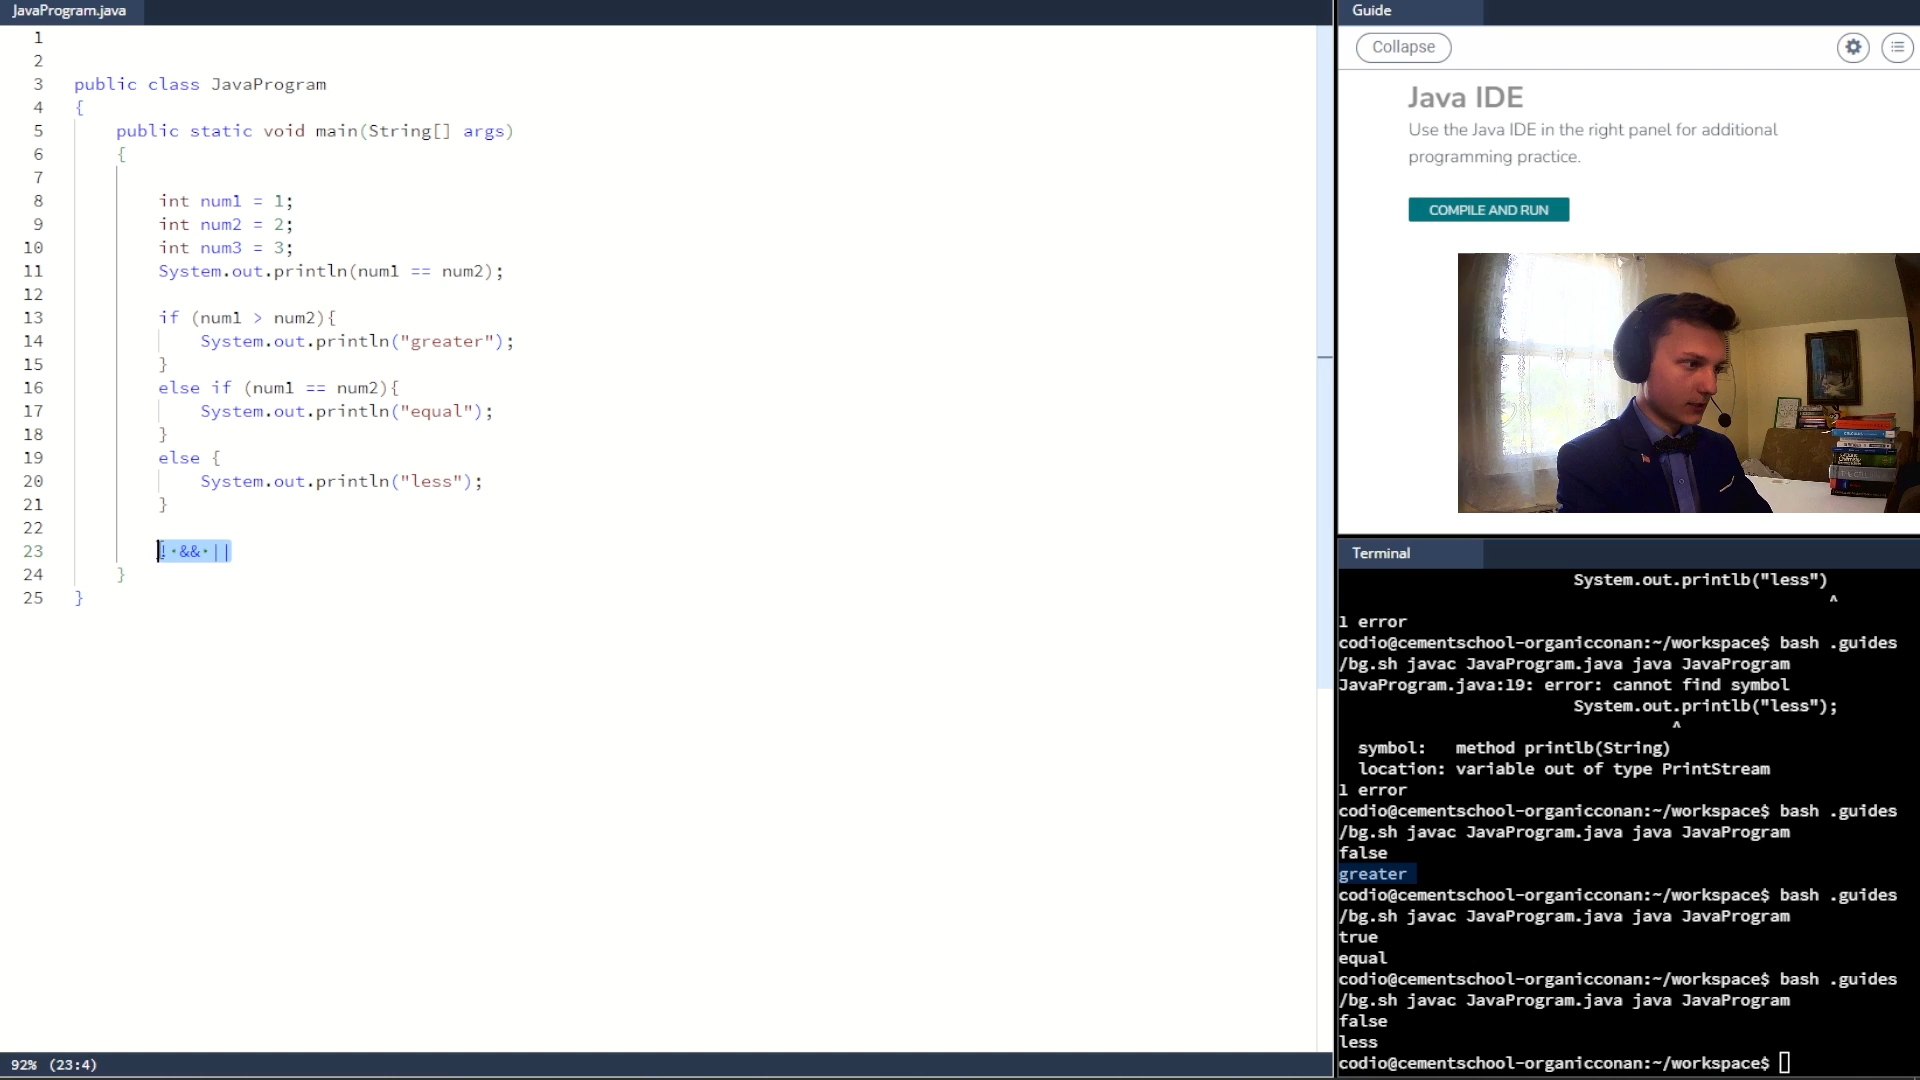 JavaProgram.java
1
2
3 public class JavaProgram
4 {
5 public static void main(String[] args)
6 {
7
8 int num1 = 1;
9 int num2 = 2;
10 int num3 = 3;
11 System.out.println(num1 == num2);
12
13 if (num1 > num2){
14 System.out.println("greater");
15 }
16 else if (num1 == num2){
17 System.out.println("equal");
18 }
19 else {
20 System.out.println("less");
21 }
22
23 ! && ||
24 }
25 }
92% (23:4)
Guide
Collapse
Java IDE
Use the Java IDE in the right panel for additional
programming practice.
COMPILE AND RUN
Terminal
System.out.printlb("less")
^
1 error
codio@cementschool-organicconan:~/workspace$ bash .guides
/bg.sh javac JavaProgram.java java JavaProgram
JavaProgram.java:19: error: cannot find symbol
System.out.printlb("less");
^
symbol: method printlb(String)
location: variable out of type PrintStream
1 error
codio@cementschool-organicconan:~/workspace$ bash .guides
/bg.sh javac JavaProgram.java java JavaProgram
false
greater
codio@cementschool-organicconan:~/workspace$ bash .guides
/bg.sh javac JavaProgram.java java JavaProgram
true
equal
codio@cementschool-organicconan:~/workspace$ bash .guides
/bg.sh javac JavaProgram.java java JavaProgram
false
less
codio@cementschool-organicconan:~/workspace$